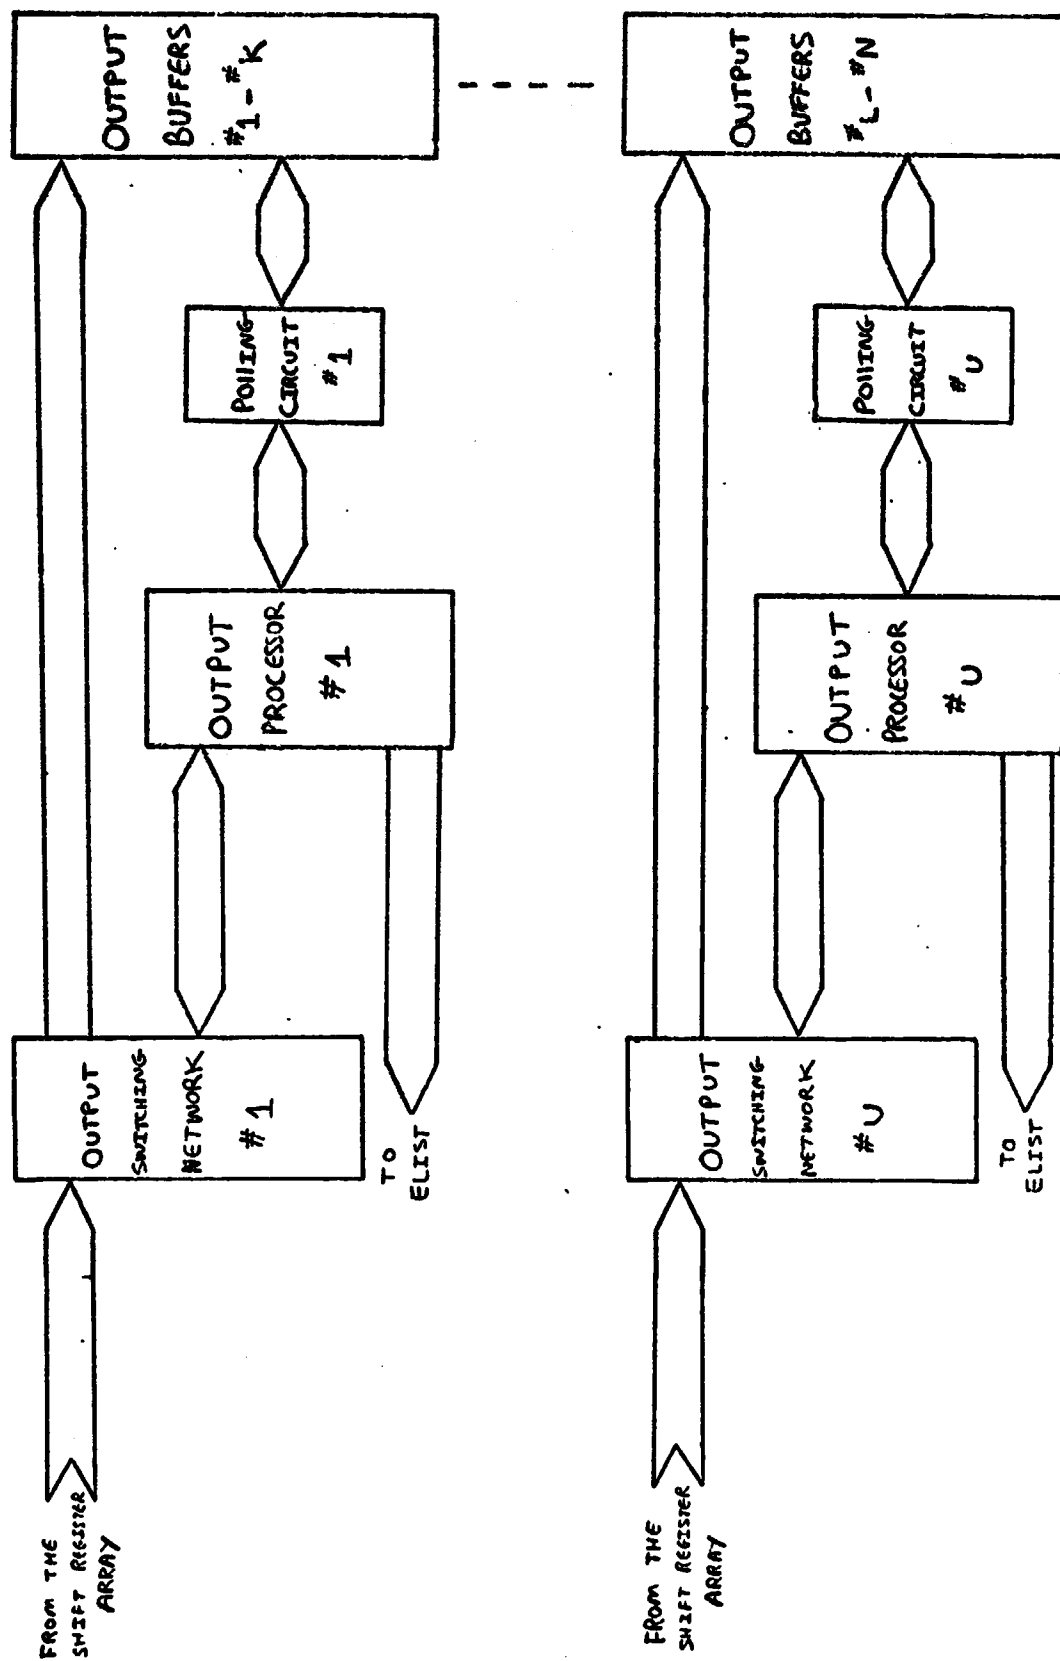 FROM THE
SHIFT REGISTER
ARRAY
OUTPUT
SWITCHING
NETWORK
#1
TO
ELIST
OUTPUT
PROCESSOR
#1
POllING
CIRCUIT
#1
OUTPUT
BUFFERS
#1-#K
FROM THE
SHIFT REGISTER
ARRAY
OUTPUT
SWITCHING
NETWORK
#U
TO
ELIST
OUTPUT
PROCESSOR
#U
POllING
CIRCUIT
#U
OUTPUT
BUFFERS
#L-#N